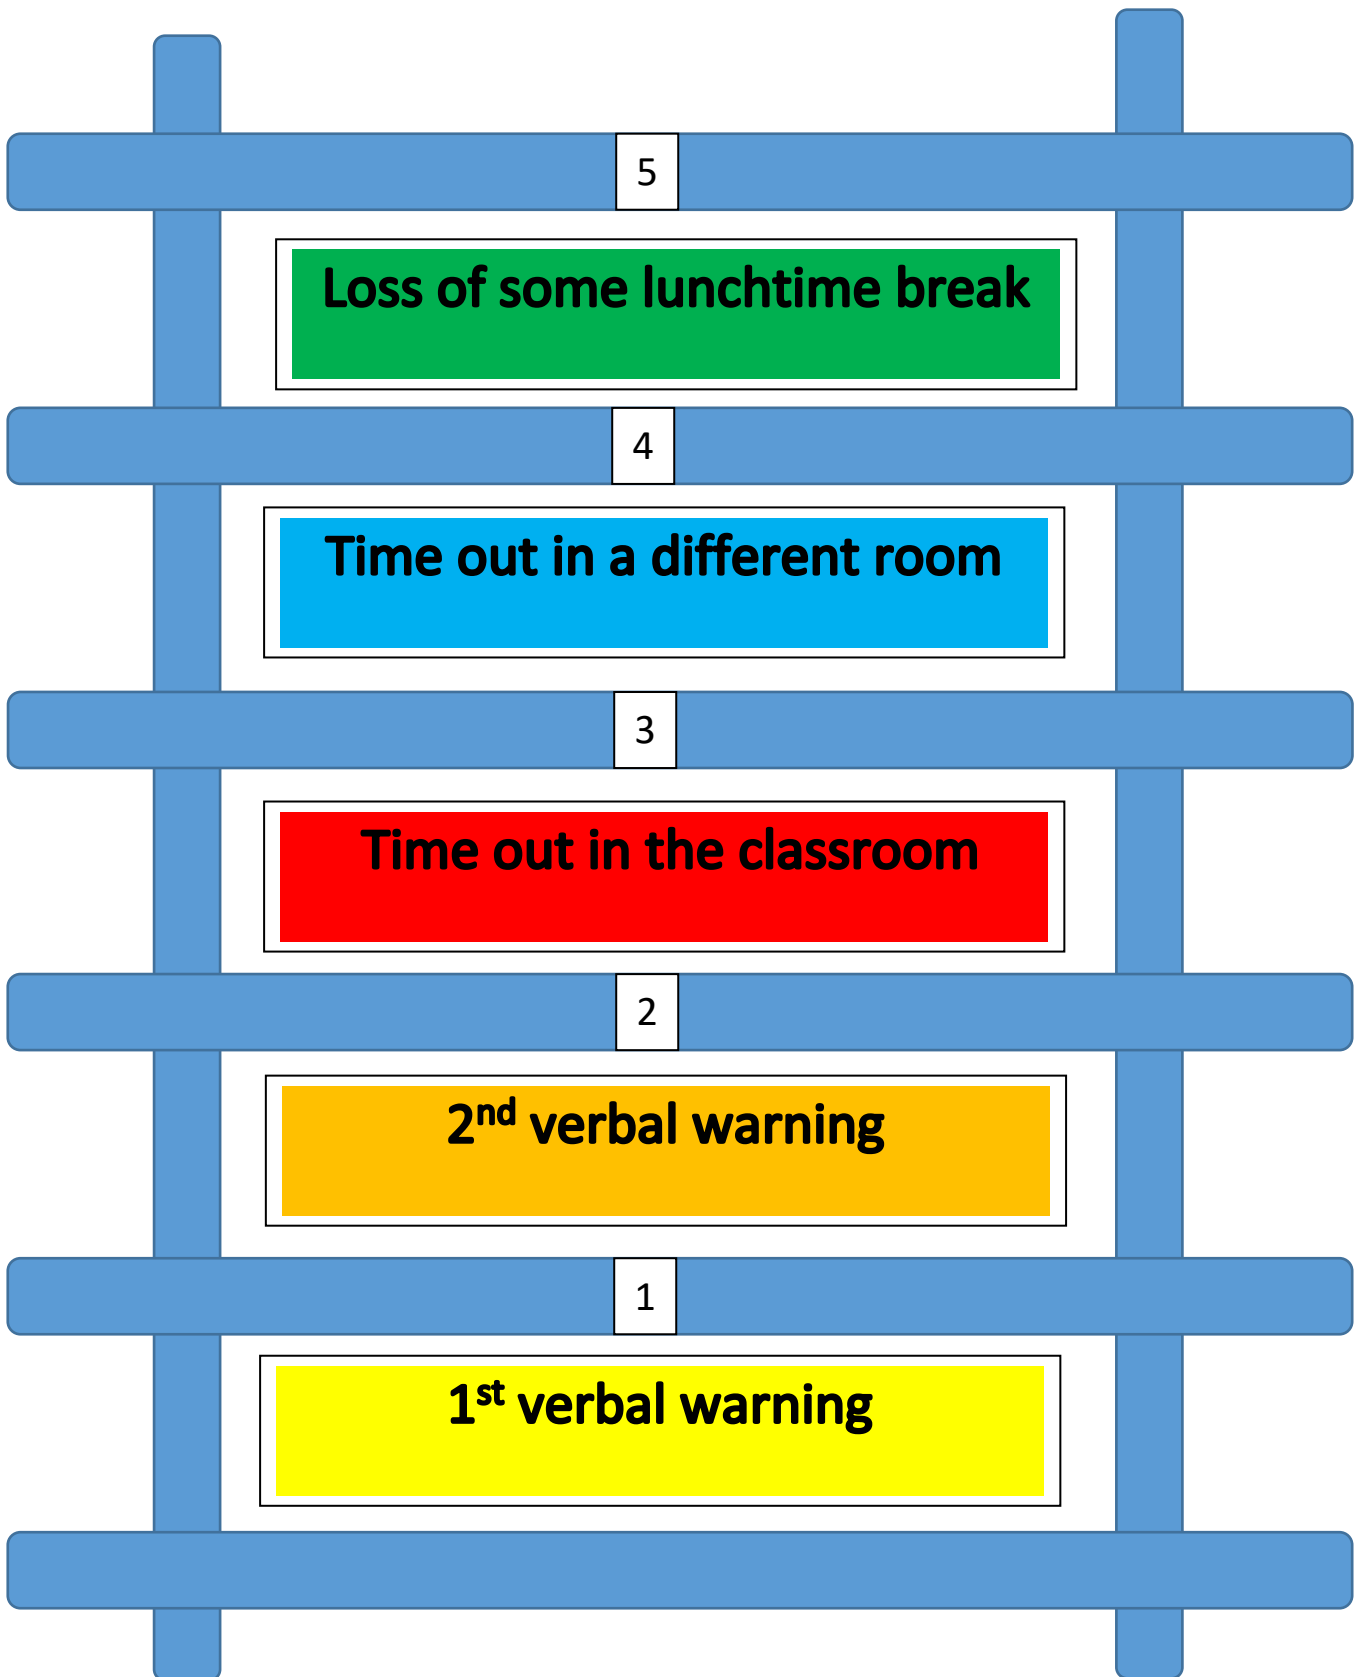 5
Loss of some lunchtime break
4
Time out in a different room
3
Time out in the classroom
2
2nd verbal warning
1
1st verbal warning